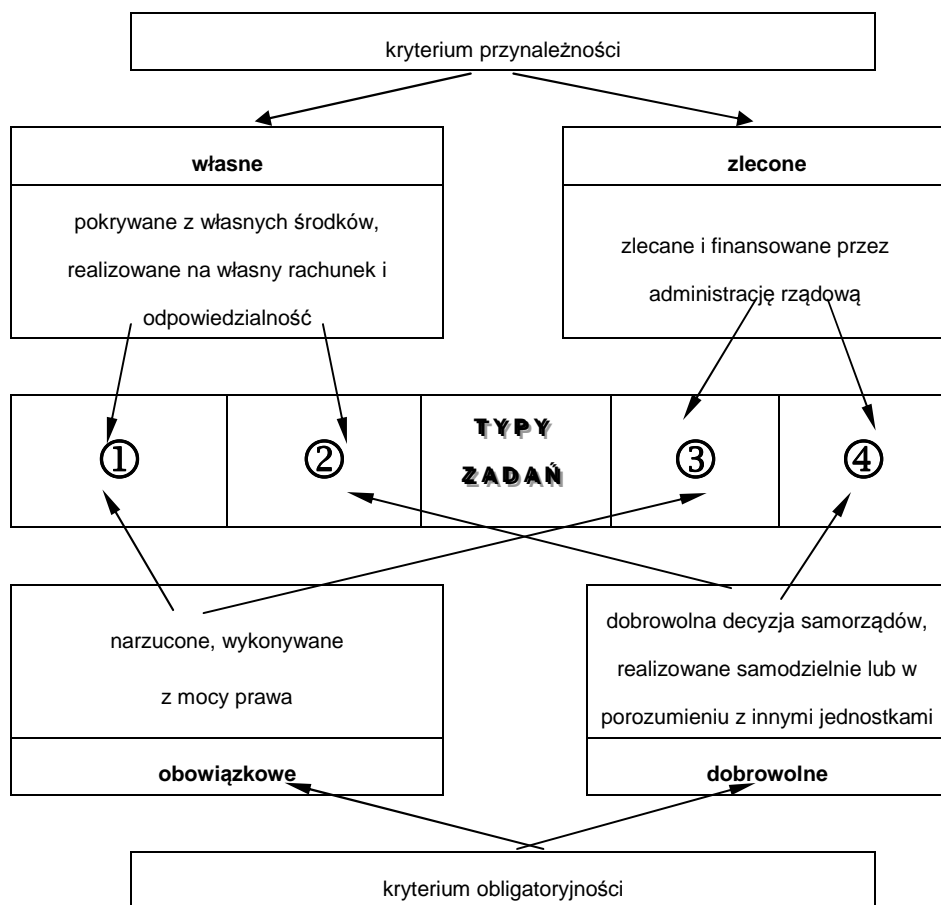 kryterium przynależności
własne
zlecone
pokrywane z własnych środków,
realizowane na własny rachunek i
odpowiedzialność
zlecane i finansowane przez
administrację rządową
①
②
TYPY
ZADAŃ
③
④
narzucone, wykonywane
z mocy prawa
dobrowolna decyzja samorządów,
realizowane samodzielnie lub w
porozumieniu z innymi jednostkami
obowiązkowe
dobrowolne
kryterium obligatoryjności